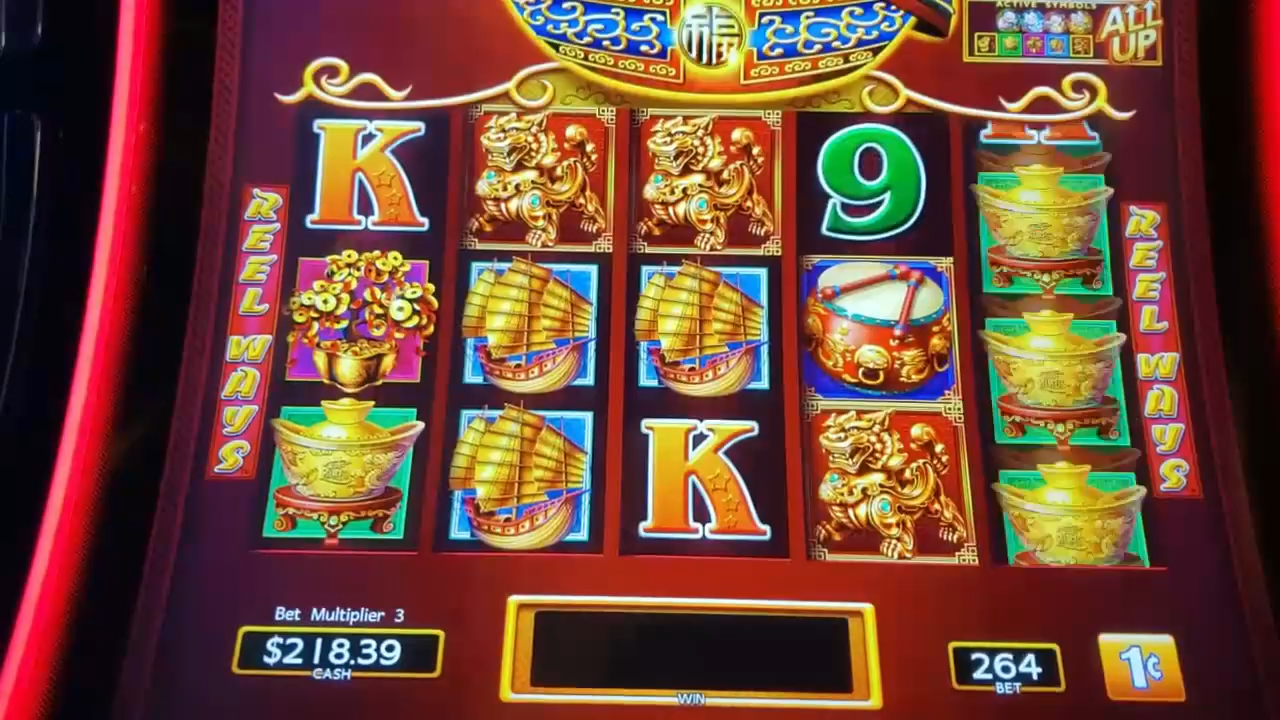 福
ACTIVE SYMBOLS
ALL
UP
K
9
REEL WAYS
REEL WAYS
K
Bet Multiplier 3
$218.39
CASH
WIN
264
BET
1¢